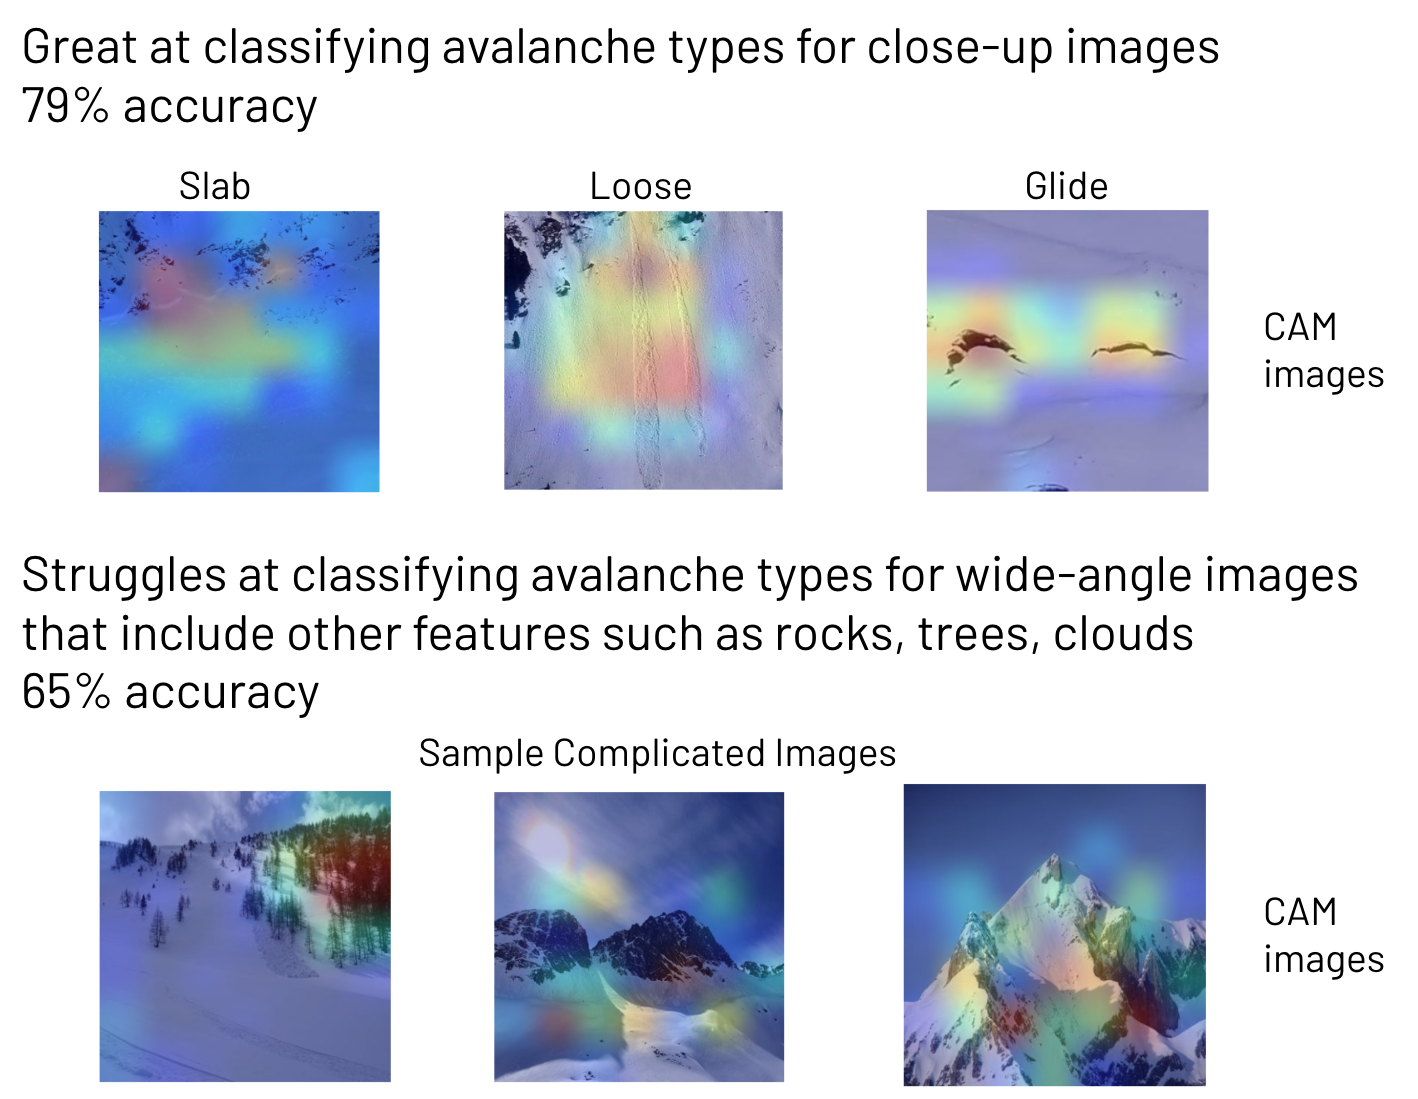 Great at classifying avalanche types for close-up images
79% accuracy
Slab
Loose
Glide
CAM
images
Struggles at classifying avalanche types for wide-angle images
that include other features such as rocks, trees, clouds
65% accuracy
Sample Complicated Images
CAM
images